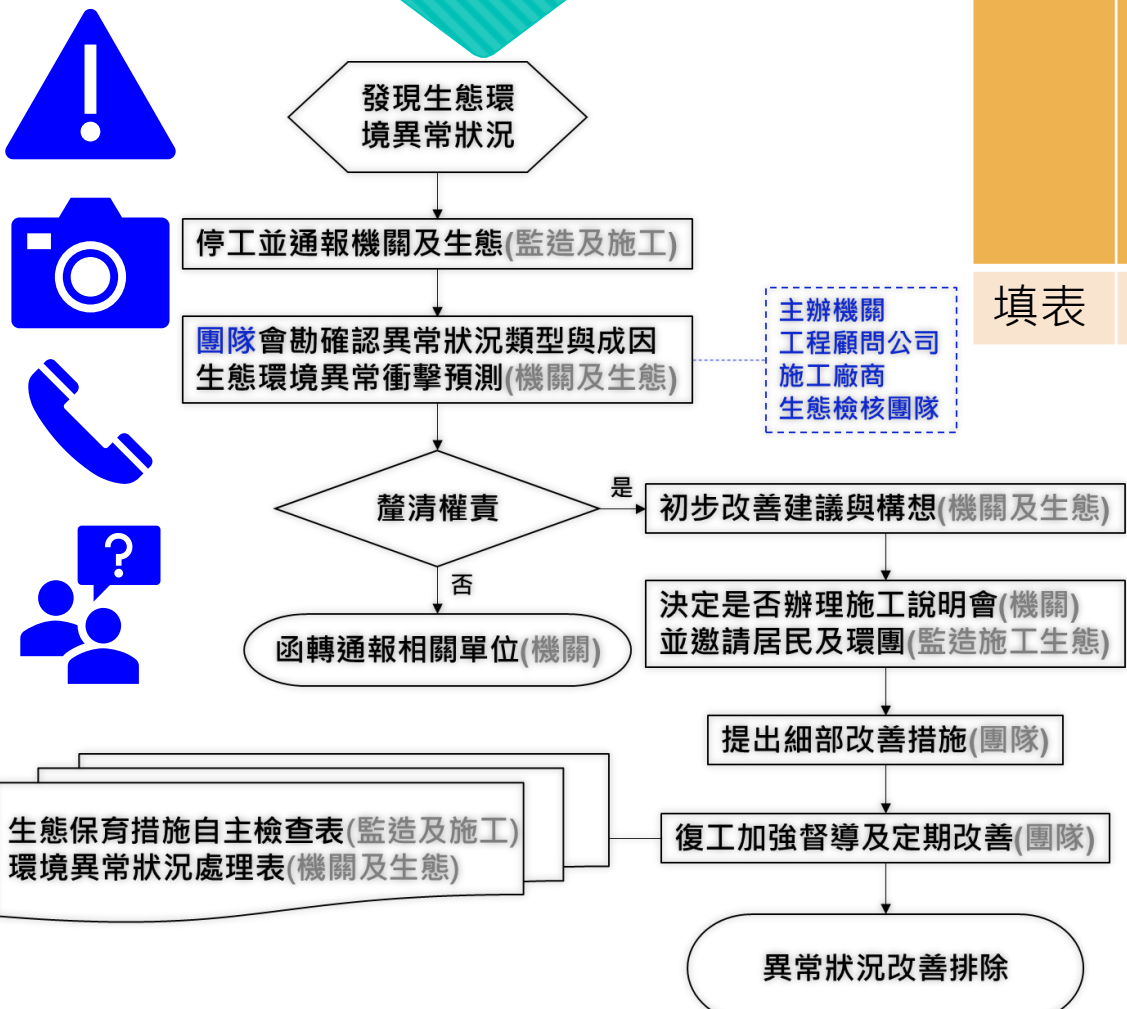 發現生態環
境異常狀況
停工並通報機關及生態(監造及施工)
填表
團隊會勘確認異常狀況類型與成因
生態環境異常衝擊預測(機關及生態)
主辦機關
工程顧問公司
施工廠商
生態檢核團隊
釐清權責
是
初步改善建議與構想(機關及生態)
否
函轉通報相關單位(機關)
決定是否辦理施工說明會(機關)
並邀請居民及環團(監造施工生態)
提出細部改善措施(團隊)
生態保育措施自主檢查表(監造及施工)
環境異常狀況處理表(機關及生態)
復工加強督導及定期改善(團隊)
異常狀況改善排除